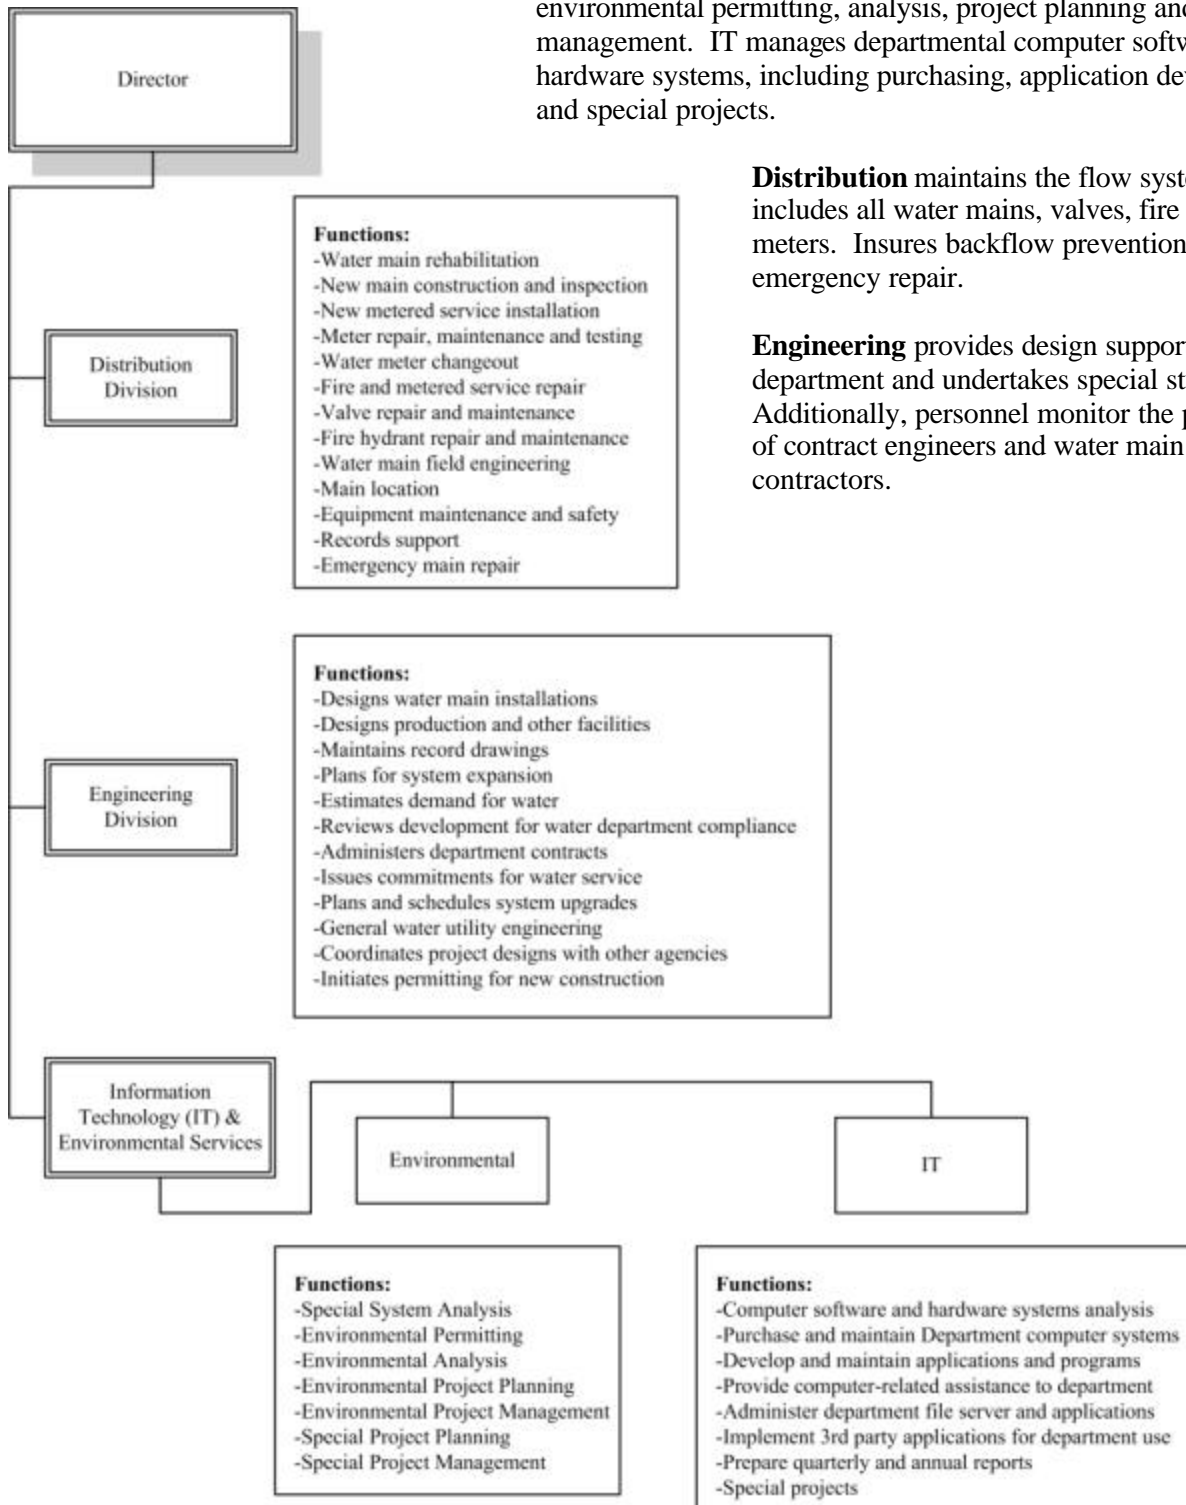 environmental permitting, analysis, project planning and
management. IT manages departmental computer softw
hardware systems, including purchasing, application dev
and special projects.
Director
Distribution maintains the flow syste
includes all water mains, valves, fire
meters. Insures backflow prevention
emergency repair.
Functions:
-Water main rehabilitation
-New main construction and inspection
-New metered service installation
-Meter repair, maintenance and testing
-Water meter changeout
-Fire and metered service repair
-Valve repair and maintenance
-Fire hydrant repair and maintenance
-Water main field engineering
-Main location
-Equipment maintenance and safety
-Records support
-Emergency main repair
Distribution
Division
Engineering provides design support
department and undertakes special st
Additionally, personnel monitor the p
of contract engineers and water main
contractors.
Functions:
-Designs water main installations
-Designs production and other facilities
-Maintains record drawings
-Plans for system expansion
-Estimates demand for water
-Reviews development for water department compliance
-Administers department contracts
-Issues commitments for water service
-Plans and schedules system upgrades
-General water utility engineering
-Coordinates project designs with other agencies
-Initiates permitting for new construction
Engineering
Division
Information
Technology (IT) &
Environmental Services
Environmental
IT
Functions:
-Special System Analysis
-Environmental Permitting
-Environmental Analysis
-Environmental Project Planning
-Environmental Project Management
-Special Project Planning
-Special Project Management
Functions:
-Computer software and hardware systems analysis
-Purchase and maintain Department computer systems
-Develop and maintain applications and programs
-Provide computer-related assistance to department
-Administer department file server and applications
-Implement 3rd party applications for department use
-Prepare quarterly and annual reports
-Special projects